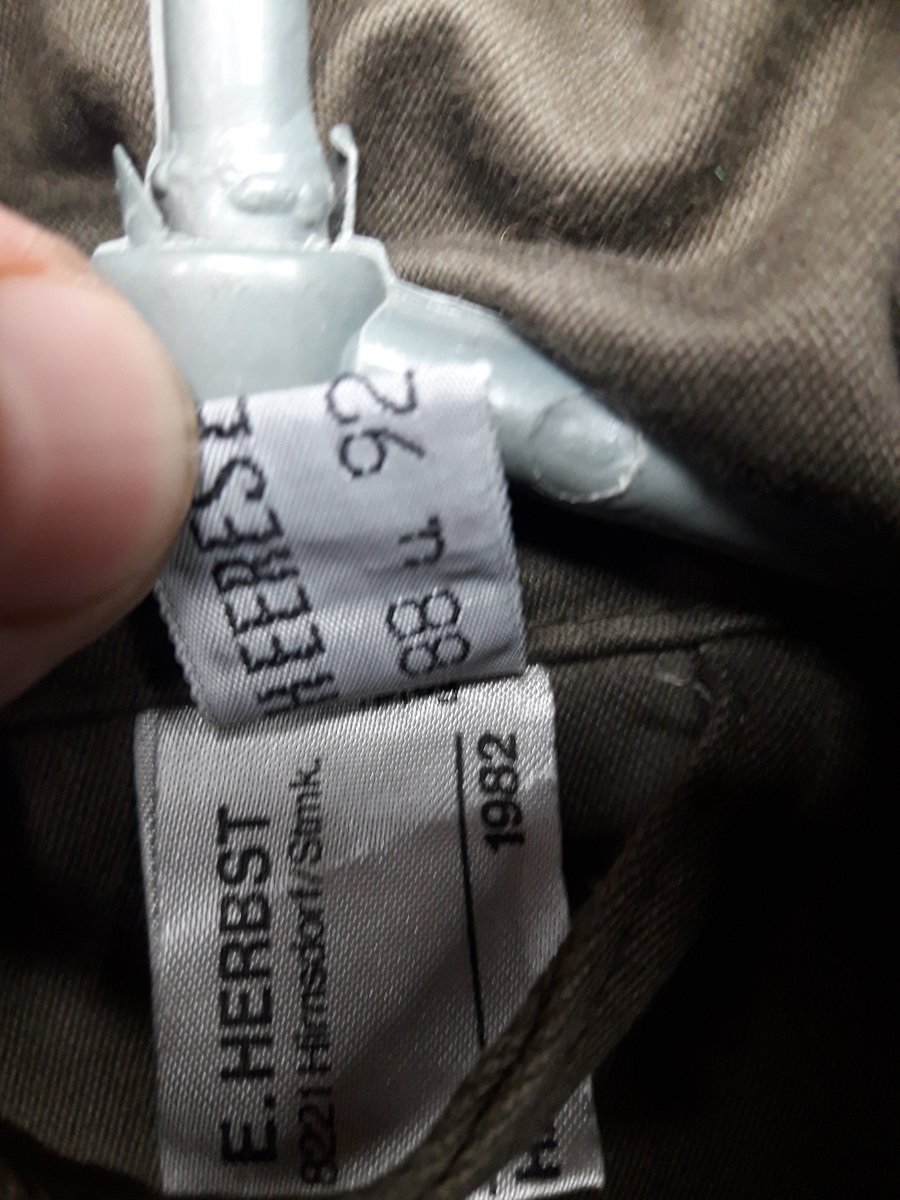 HEERESE
88 u. 92
E. HERBST
8221 Hirnsdorf/Stmk.
1982
H.